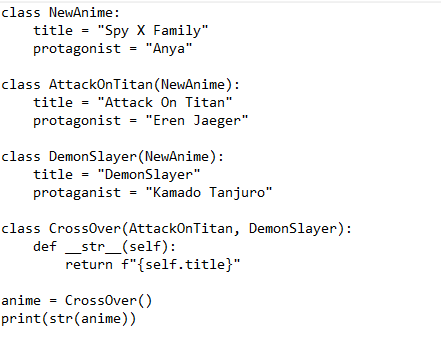 class NewAnime:
    title = "Spy X Family"
    protagonist = "Anya"

class AttackOnTitan(NewAnime):
    title = "Attack On Titan"
    protagonist = "Eren Jaeger"

class DemonSlayer(NewAnime):
    title = "DemonSlayer"
    protaganist = "Kamado Tanjuro"

class CrossOver(AttackOnTitan, DemonSlayer):
    def __str__(self):
        return f"{self.title}"

anime = CrossOver()
print(str(anime))